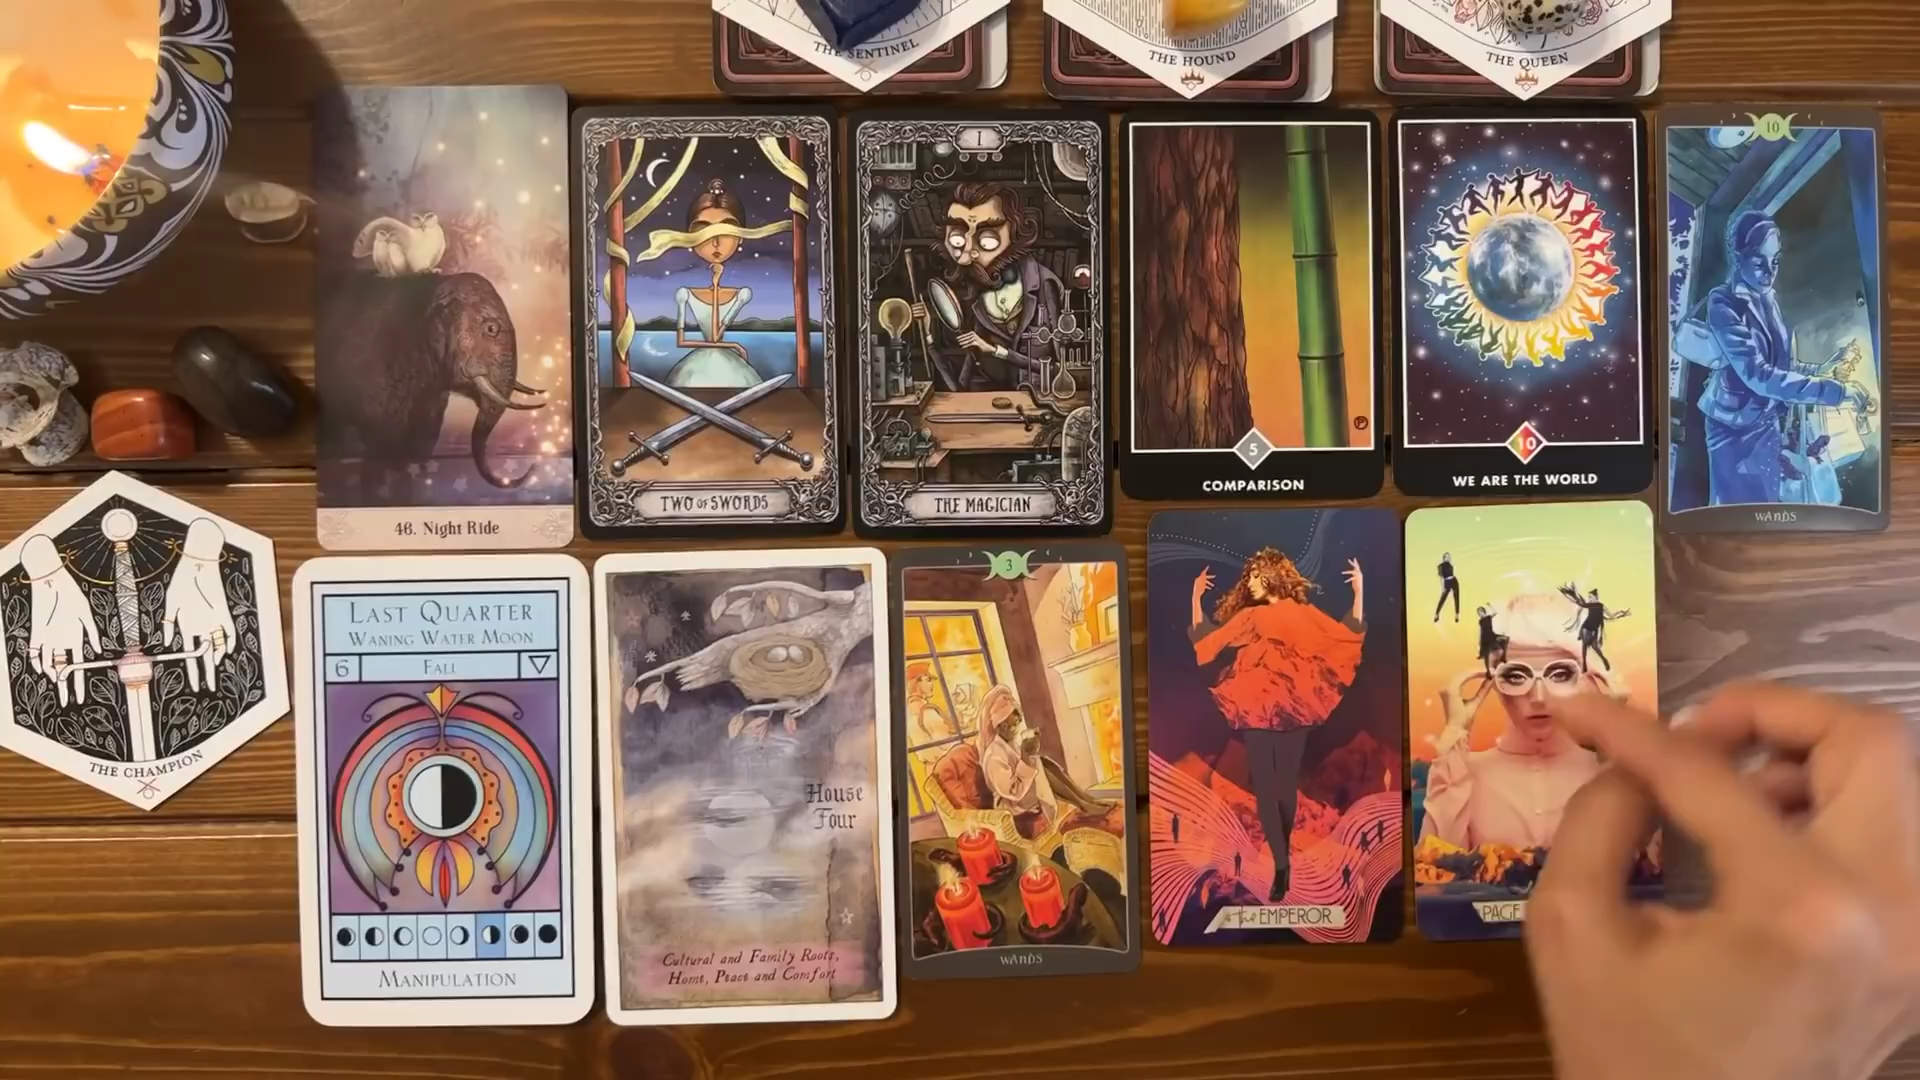 THE SENTINEL
THE HOUND
THE QUEEN
46. Night Ride
TWO OF SWORDS
I
THE MAGICIAN
5
COMPARISON
10
WE ARE THE WORLD
10
WANDS
THE CHAMPION
LAST QUARTER
WANING WATER MOON
6 FALL
MANIPULATION
House
Four
Cultural and Family Roots,
Home, Peace and Comfort
3
WANDS
the EMPEROR
PAGE